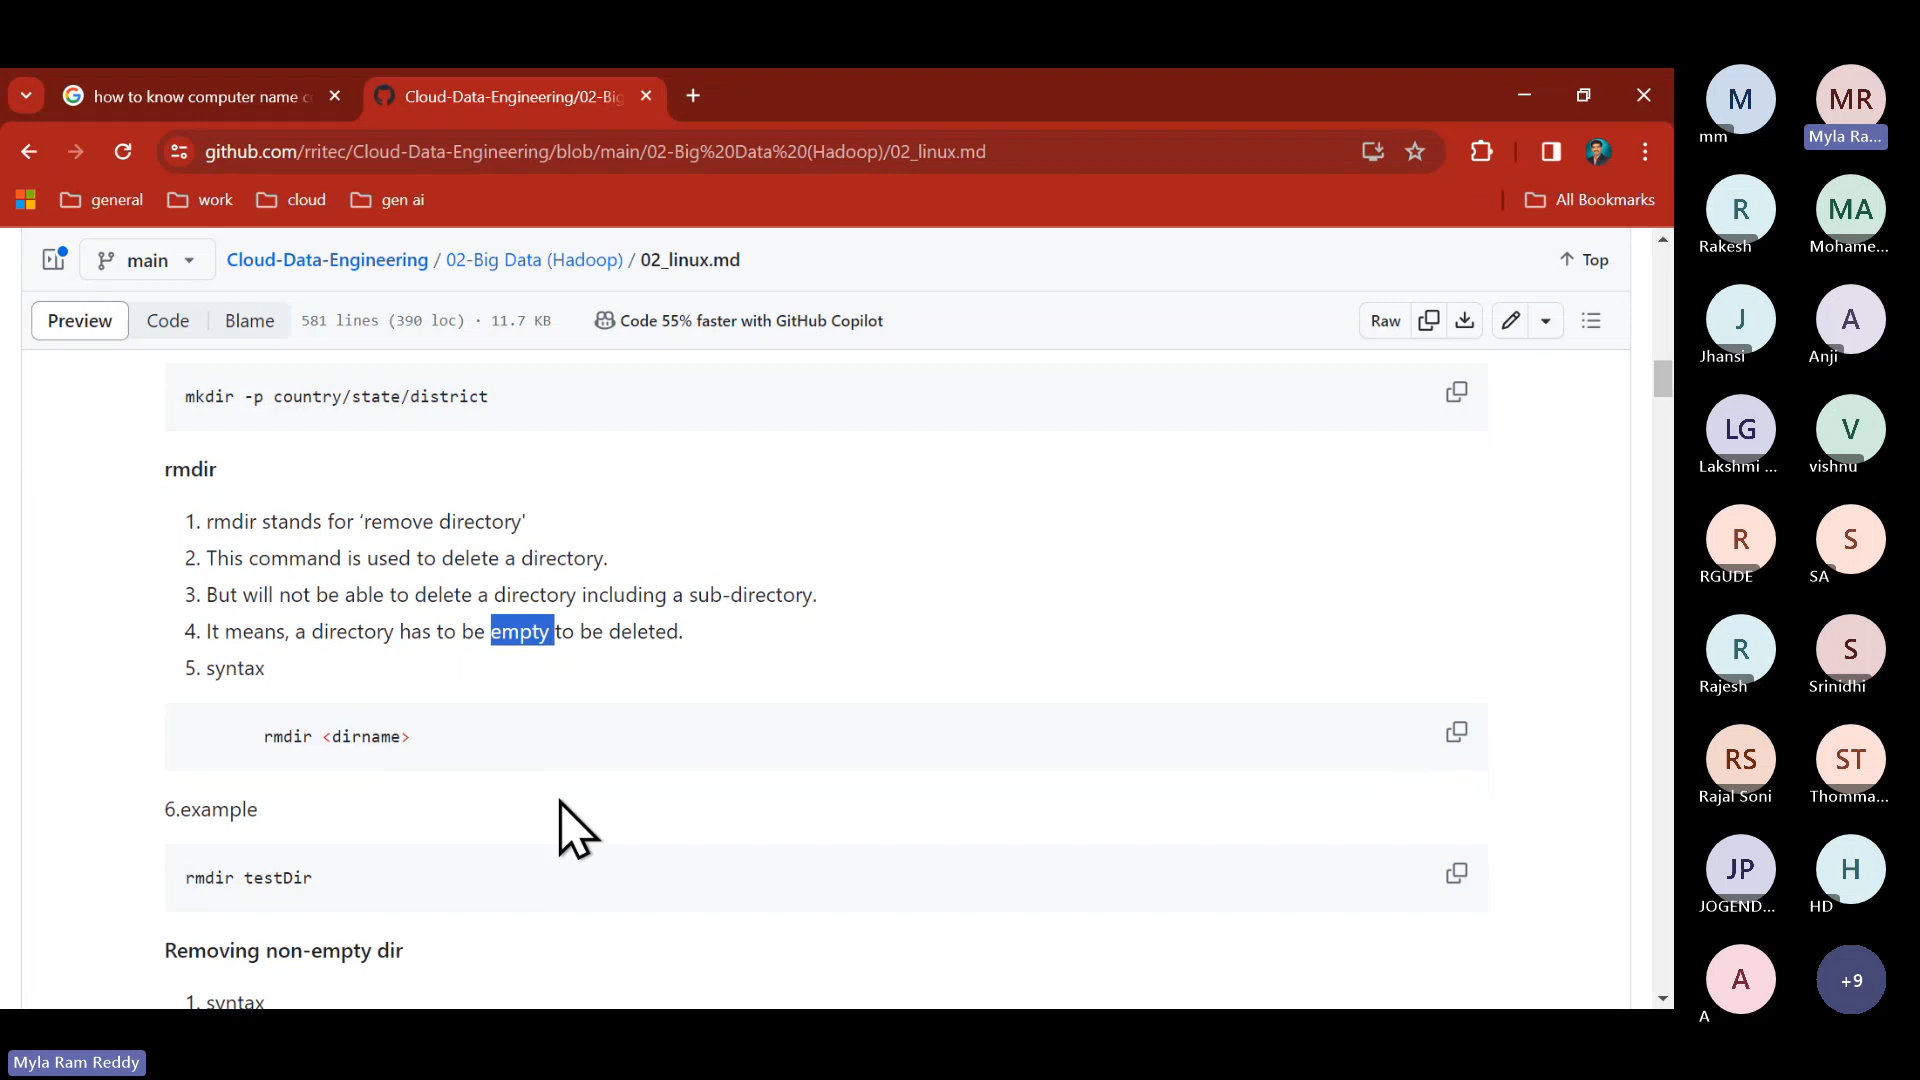 how to know computer name c
Cloud-Data-Engineering/02-Big
github.com/rritec/Cloud-Data-Engineering/blob/main/02-Big%20Data%20(Hadoop)/02_linux.md
general
work
cloud
gen ai
All Bookmarks
main
Cloud-Data-Engineering / 02-Big Data (Hadoop) / 02_linux.md
Top
Preview
Code
Blame
581 lines (390 loc) · 11.7 KB
Code 55% faster with GitHub Copilot
Raw
mkdir -p country/state/district
rmdir
1. rmdir stands for ‘remove directory'
2. This command is used to delete a directory.
3. But will not be able to delete a directory including a sub-directory.
4. It means, a directory has to be empty to be deleted.
5. syntax
rmdir <dirname>
6.example
rmdir testDir
Removing non-empty dir
1. syntax
M
mm
MR
Myla Ra...
R
Rakesh
MA
Mohame...
J
Jhansi
A
Anji
LG
Lakshmi ...
V
vishnu
R
RGUDE
S
SA
R
Rajesh
S
Srinidhi
RS
Rajal Soni
ST
Thomma...
JP
JOGEND...
H
HD
A
A
+9
Myla Ram Reddy